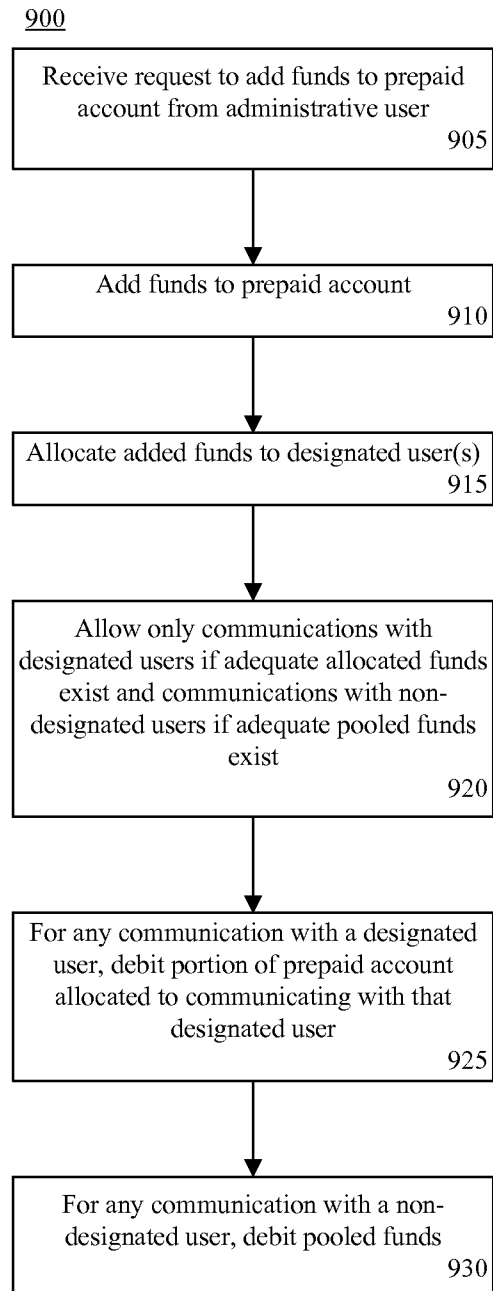 900
Receive request to add funds to prepaid
account from administrative user
905
Add funds to prepaid account
910
Allocate added funds to designated user(s)
915
Allow only communications with
designated users if adequate allocated funds
exist and communications with non-
designated users if adequate pooled funds
exist
920
For any communication with a designated
user, debit portion of prepaid account
allocated to communicating with that
designated user
925
For any communication with a non-
designated user, debit pooled funds
930